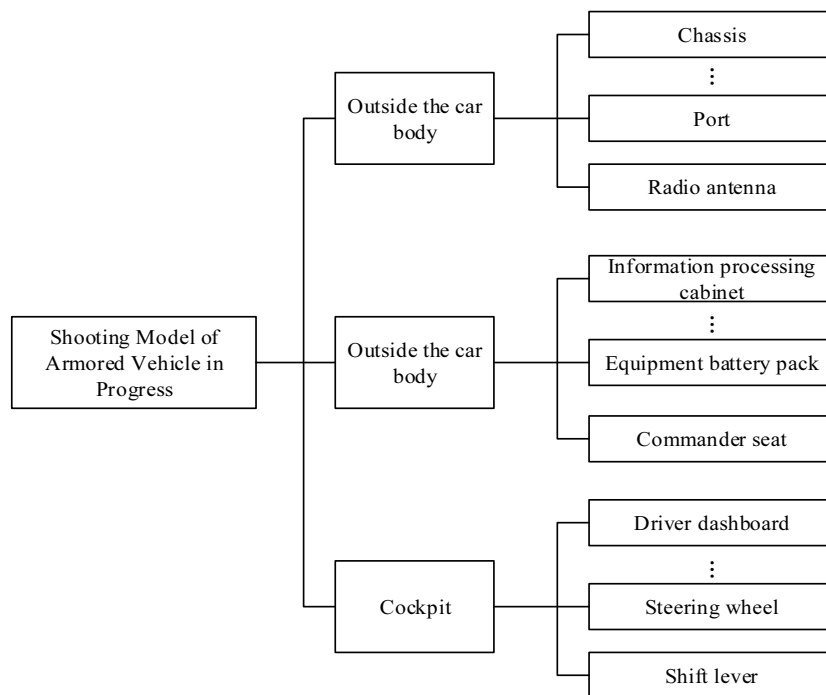 Shooting Model of
Armored Vehicle in
Progress
Outside the car
body
Chassis
⋮
Port
Radio antenna
Outside the car
body
Information processing
cabinet
⋮
Equipment battery pack
Commander seat
Cockpit
Driver dashboard
⋮
Steering wheel
Shift lever